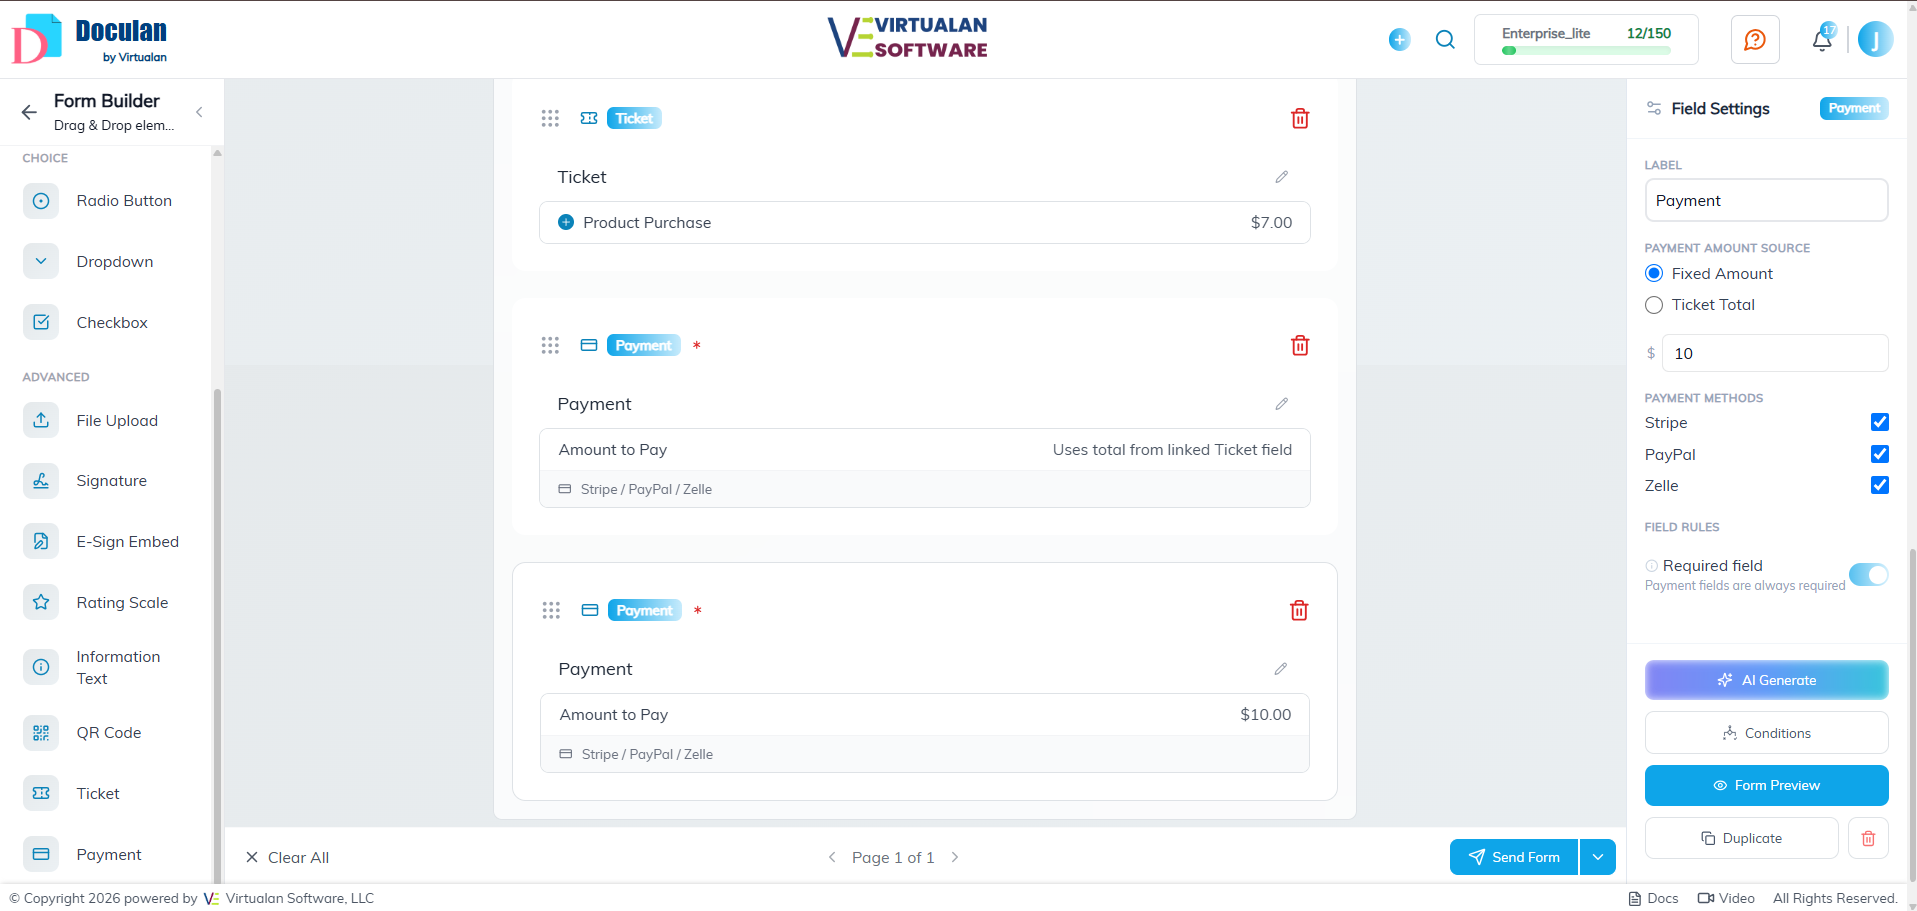 Doculan
by Virtualan
VIRTUALAN
SOFTWARE
Enterprise_lite 12/150
17
J
Form Builder
Drag & Drop elem...
CHOICE
Radio Button
Dropdown
Checkbox
ADVANCED
File Upload
Signature
E-Sign Embed
Rating Scale
Information
Text
QR Code
Ticket
Payment
Ticket
Ticket
Product Purchase $7.00
Payment *
Payment
Amount to Pay Uses total from linked Ticket field
Stripe / PayPal / Zelle
Payment *
Payment
Amount to Pay $10.00
Stripe / PayPal / Zelle
Clear All
Page 1 of 1
Send Form
Field Settings Payment
LABEL
Payment
PAYMENT AMOUNT SOURCE
Fixed Amount
Ticket Total
$ 10
PAYMENT METHODS
Stripe
PayPal
Zelle
FIELD RULES
Required field
Payment fields are always required
AI Generate
Conditions
Form Preview
Duplicate
© Copyright 2026 powered by VE Virtualan Software, LLC
Docs Video All Rights Reserved.